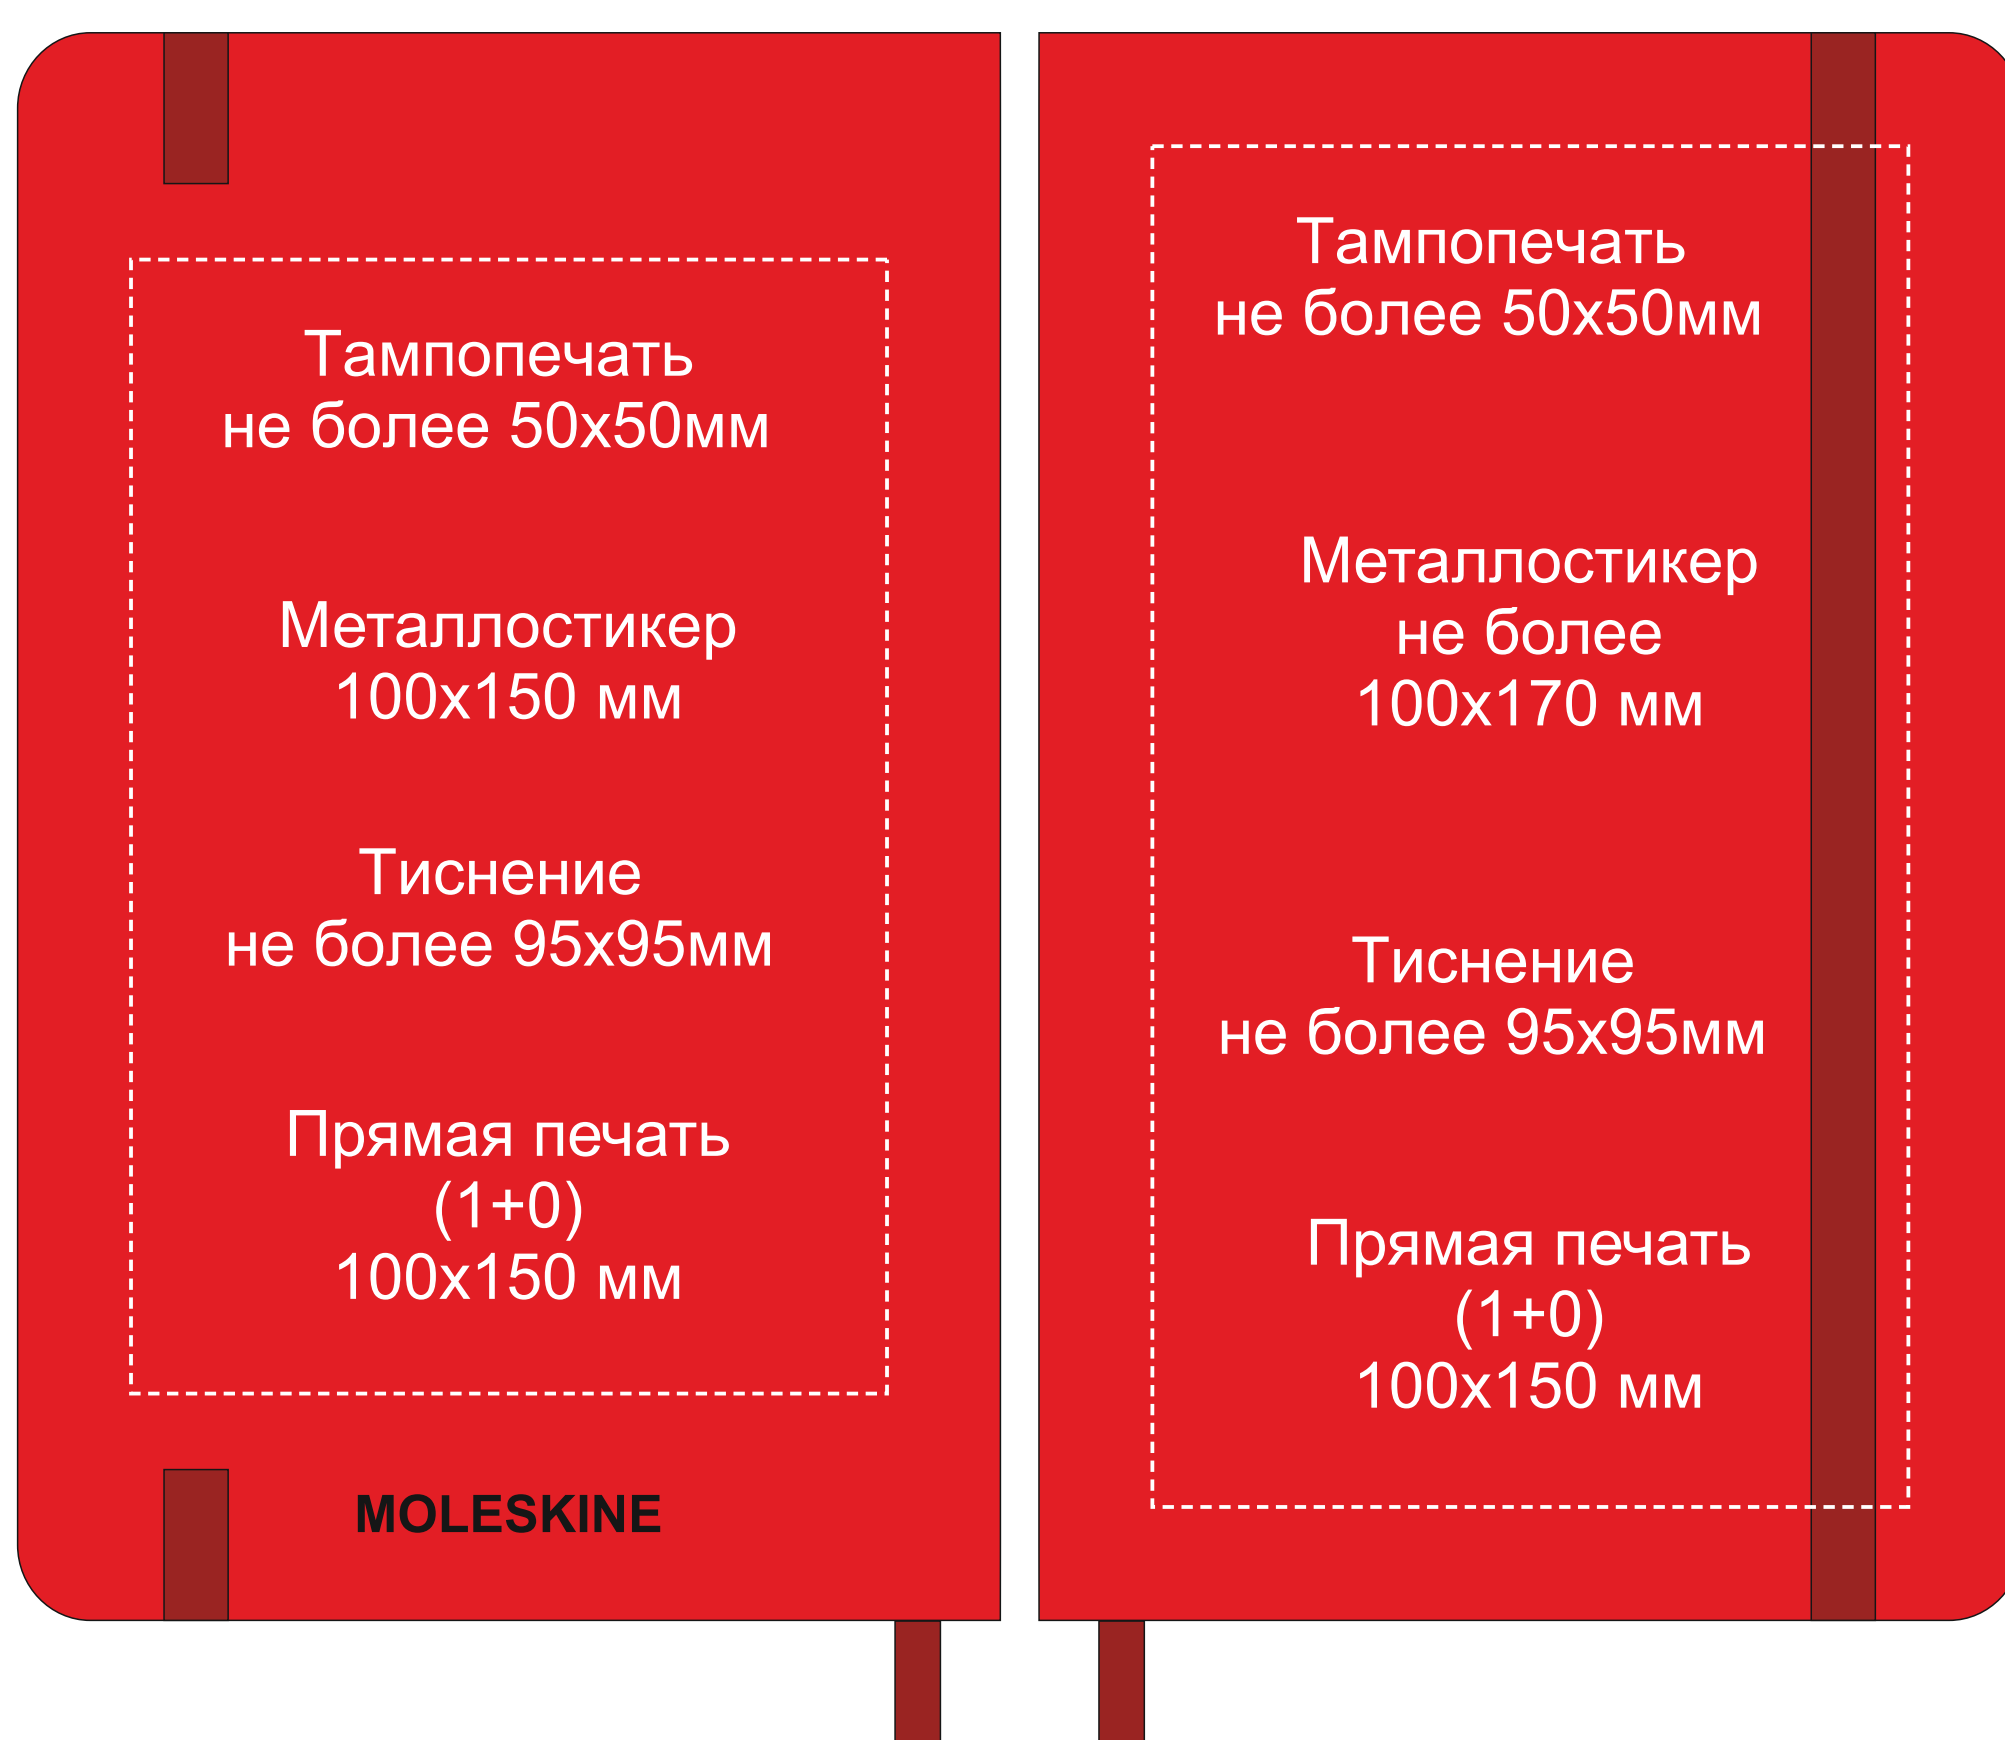 Тампопечать
не более 50х50мм
Металлостикер
100х150 мм
Тиснение
не более 95х95мм
Прямая печать
(1+0)
100х150 мм
MOLESKINE
Тампопечать
не более 50х50мм
Металлостикер
не более
100х170 мм
Тиснение
не более 95х95мм
Прямая печать
(1+0)
100х150 мм